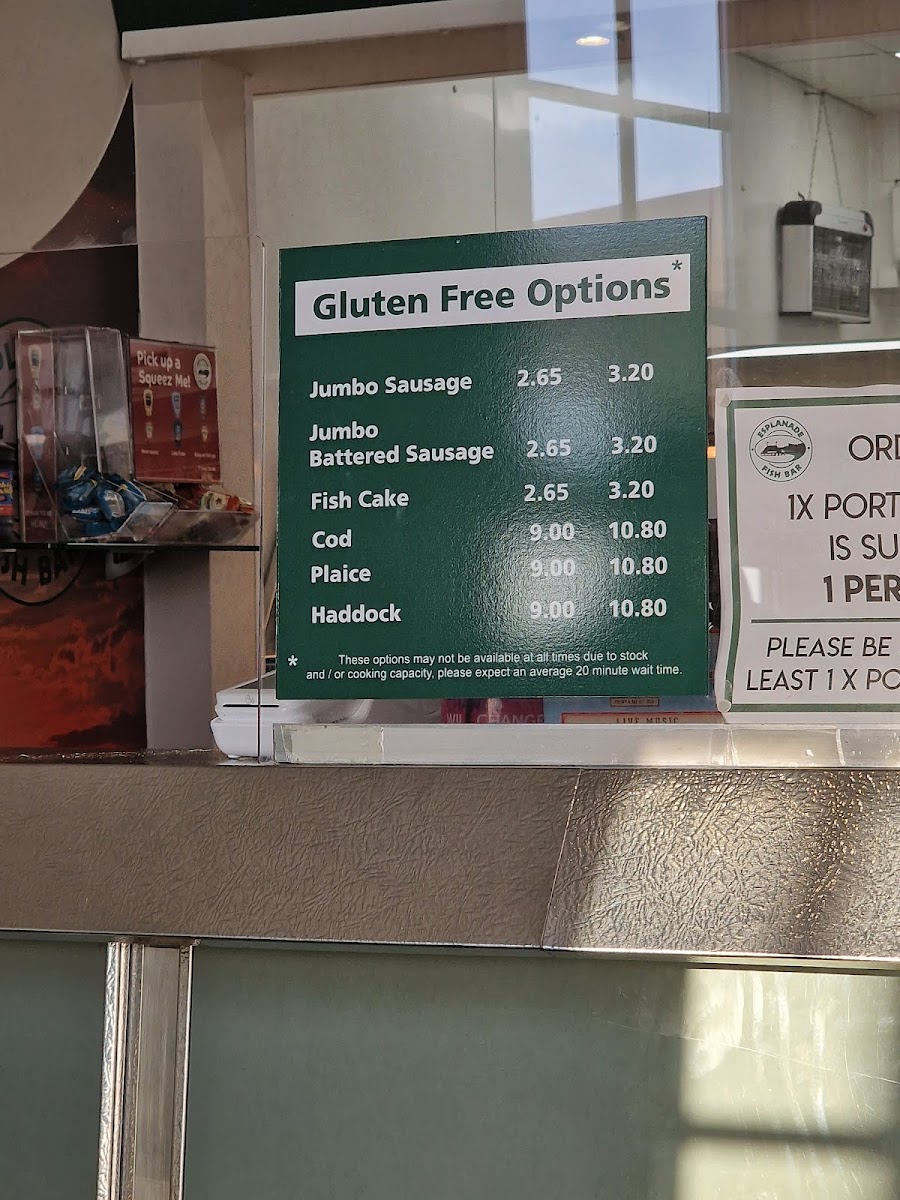 Gluten Free Options*
Jumbo Sausage 2.65 3.20
Jumbo
Battered Sausage 2.65 3.20
Fish Cake 2.65 3.20
Cod 9.00 10.80
Plaice 9.00 10.80
Haddock 9.00 10.80
* These options may not be available at all times due to stock
and / or cooking capacity, please expect an average 20 minute wait time.
Pick up a
Squeez Me!
ESPLANADE
FISH BAR
ORD
1X PORT
IS SU
1 PER
PLEASE BE
LEAST 1 X PO
CHANGE
LIVE MUSIC